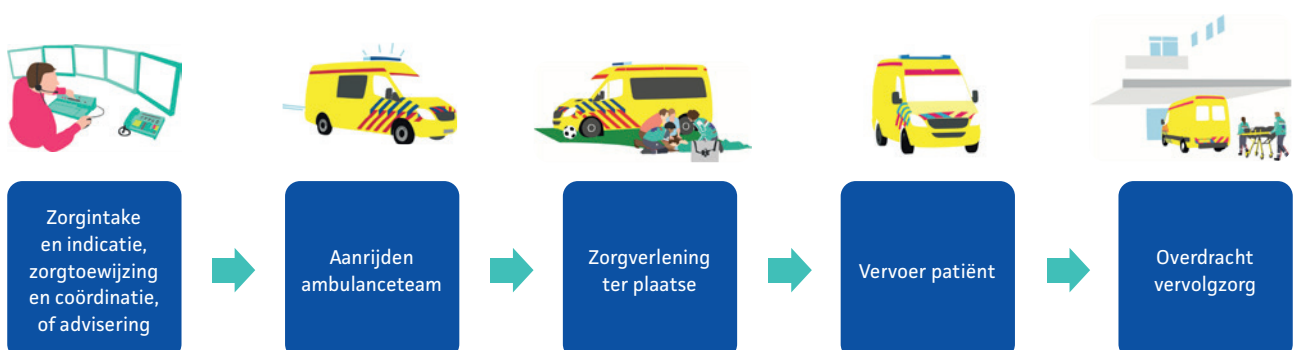 Zorgintake
en indicatie,
zorgtoewijzing
en coördinatie,
of advisering
Aanrijden
ambulanceteam
Zorgverlening
ter plaatse
Vervoer patiënt
Overdracht
vervolgzorg